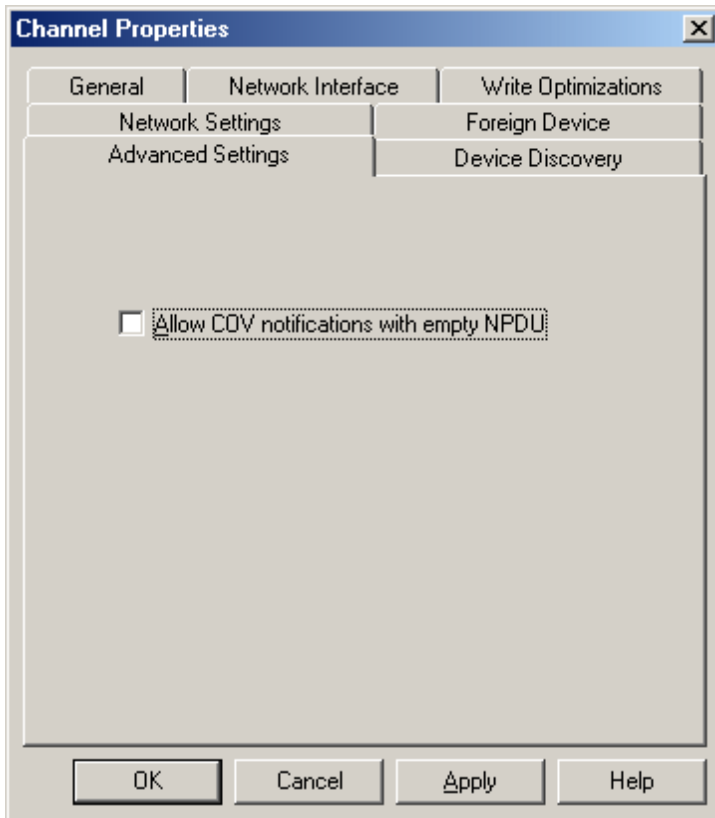 Channel Properties
General Network Interface Write Optimizations
Network Settings Foreign Device
Advanced Settings Device Discovery
Allow COV notifications with empty NPDU
OK Cancel Apply Help